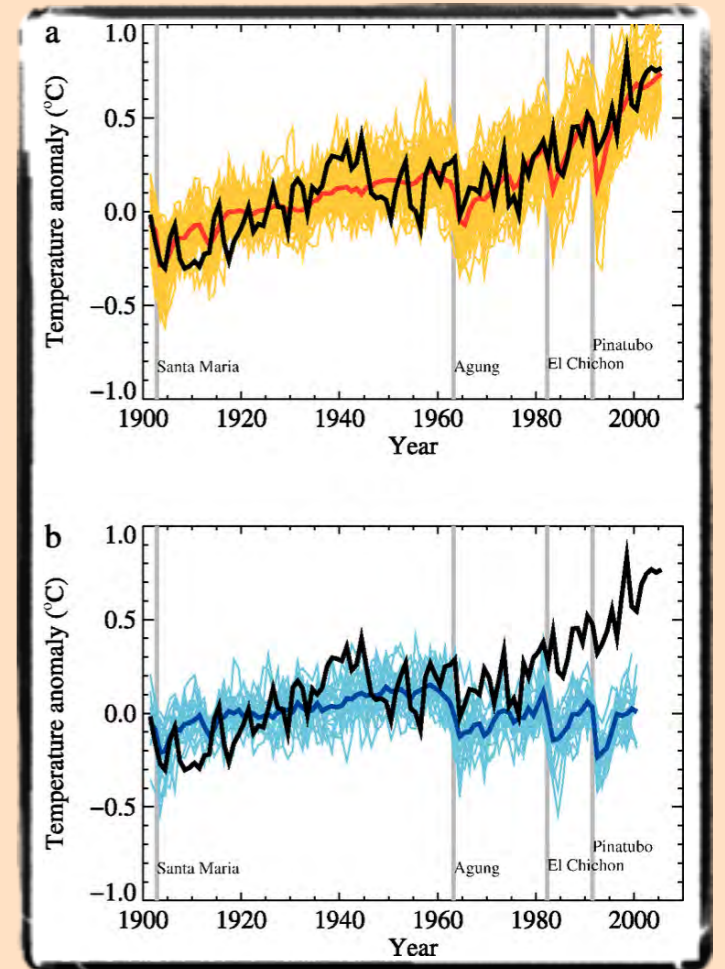 a
Temperature anomaly (°C)
1.0
0.5
0.0
−0.5
−1.0
Santa Maria
Agung
El Chichon
Pinatubo
1900 1920 1940 1960 1980 2000
Year
b
Temperature anomaly (°C)
1.0
0.5
0.0
−0.5
−1.0
Santa Maria
Agung
El Chichon
Pinatubo
1900 1920 1940 1960 1980 2000
Year